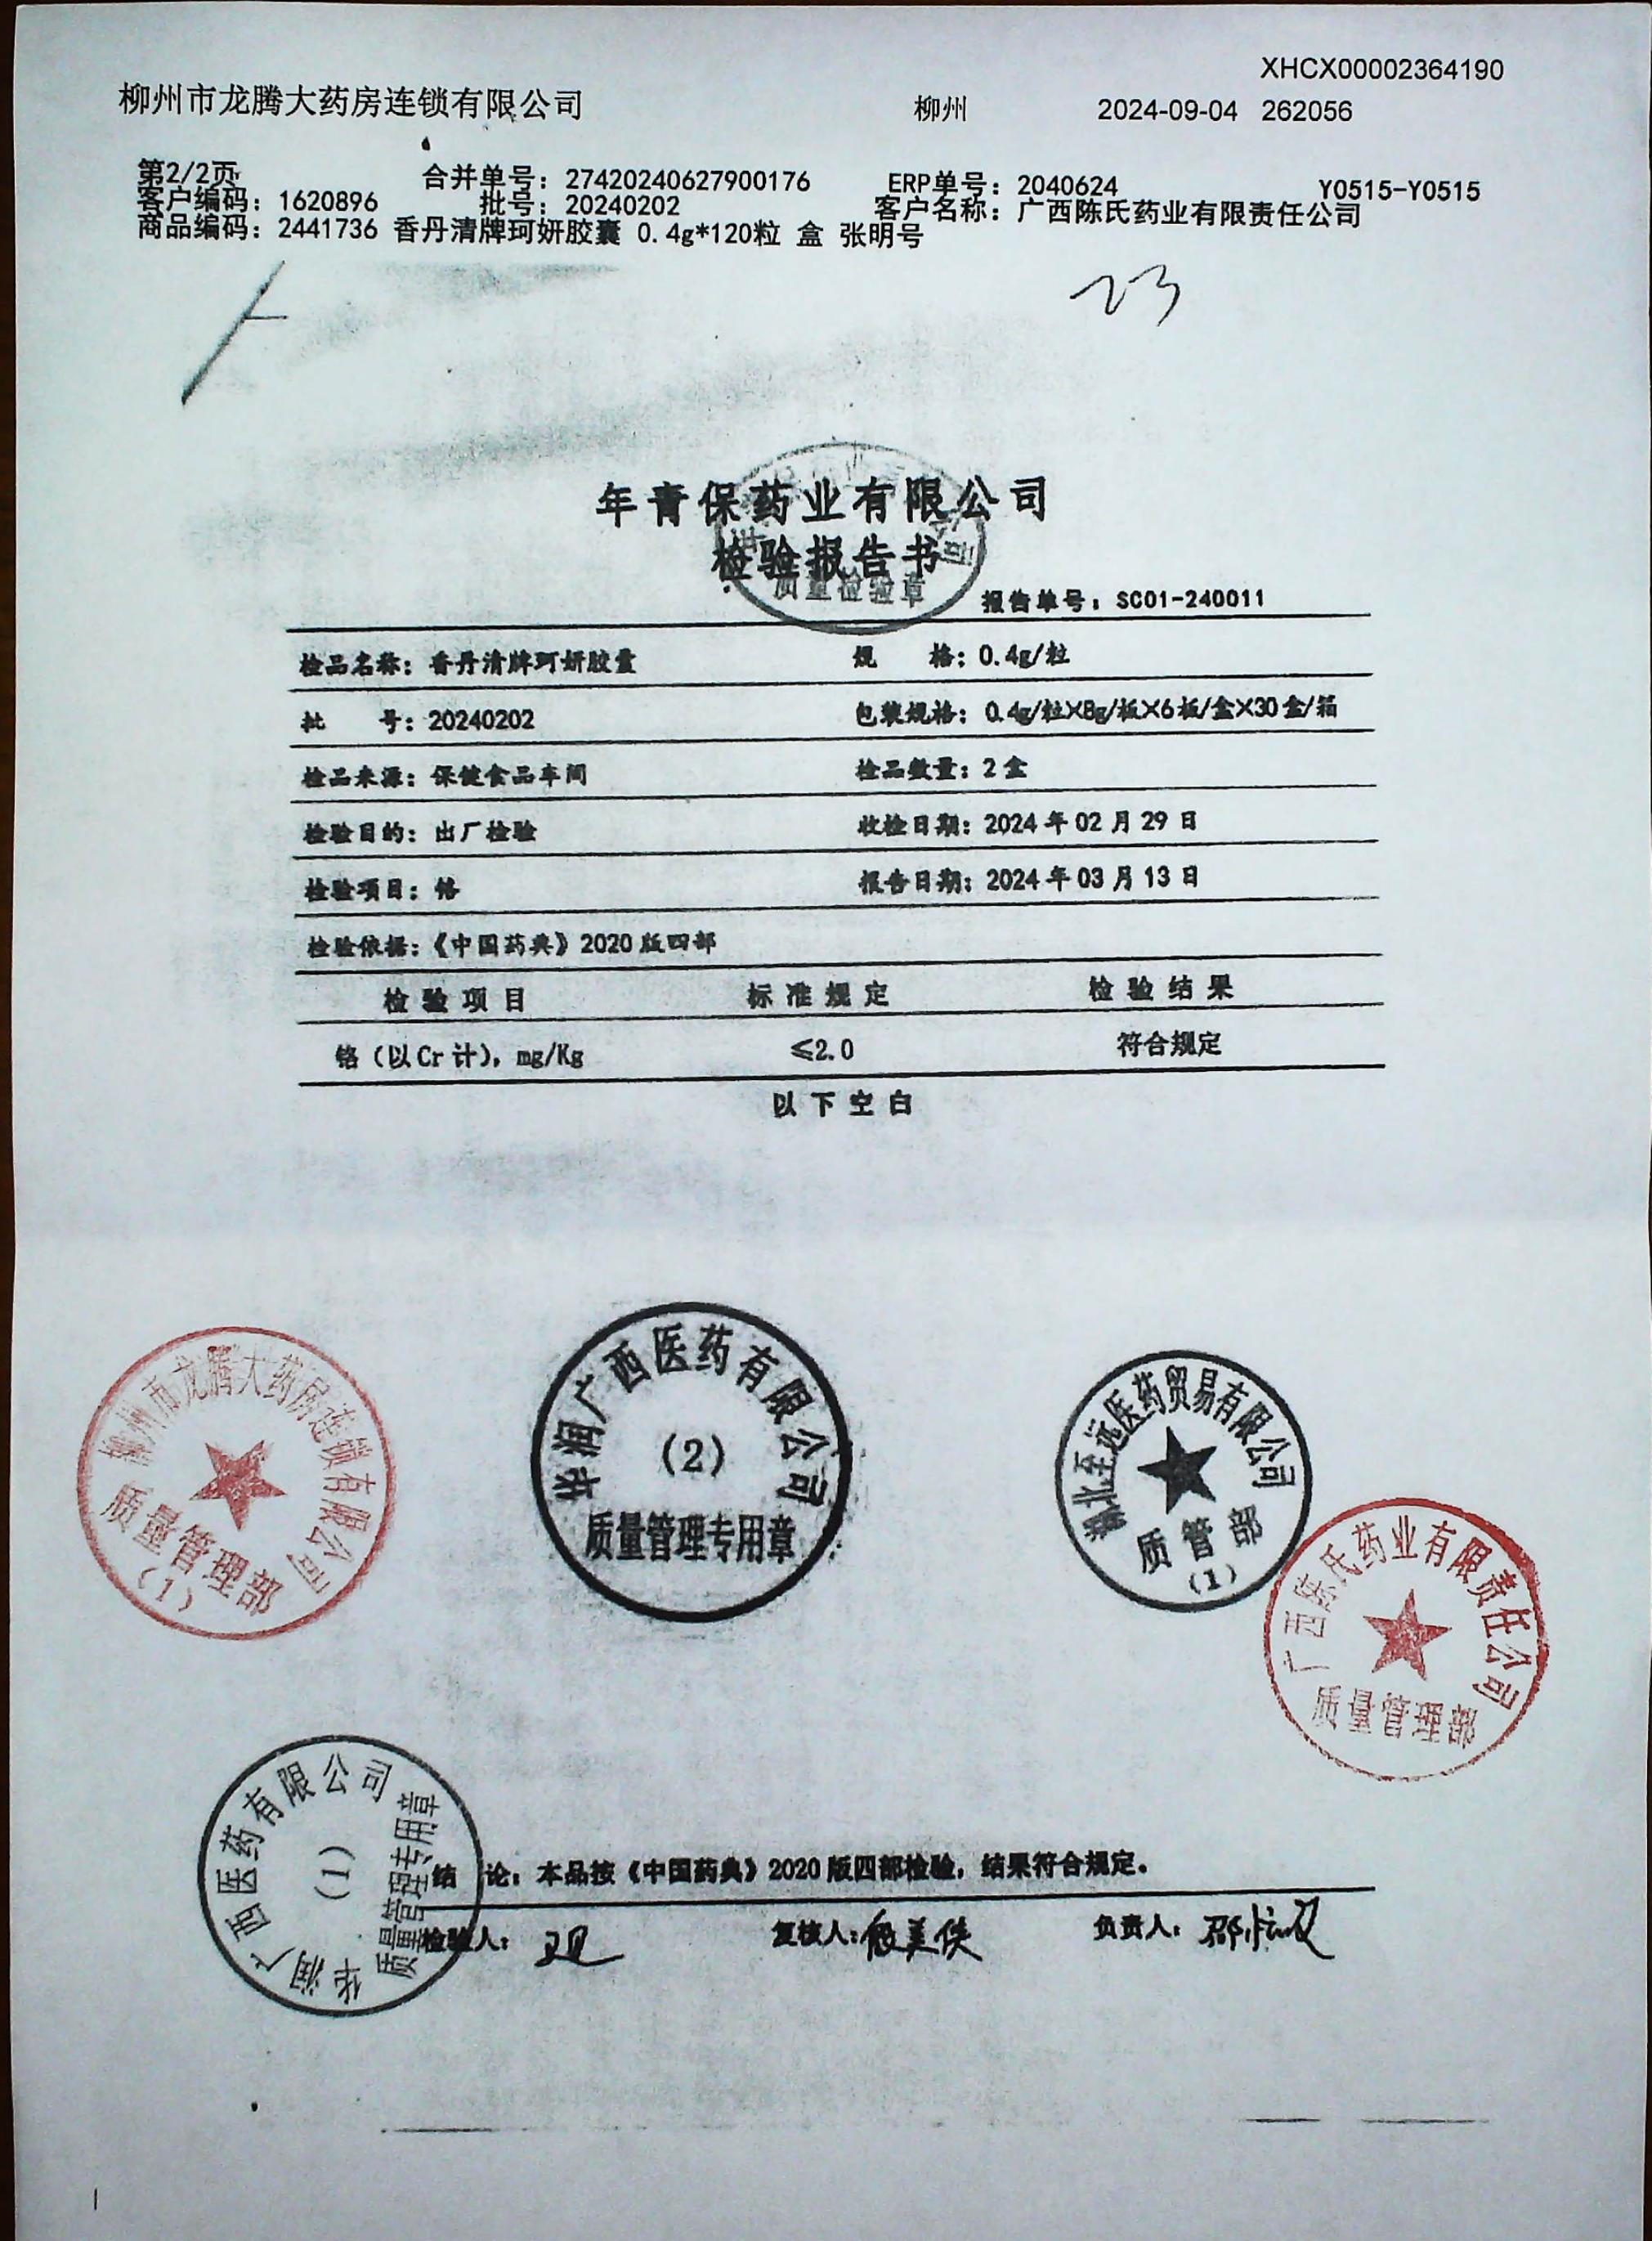 XHCX00002364190
柳州市龙腾大药房连锁有限公司 柳州 2024-09-04 262056
第2/2页 合并单号：27420240627900176 ERP单号：2040624 Y0515-Y0515
客户编码：1620896 批号：20240202 客户名称：广西陈氏药业有限责任公司
商品编码：2441736 香丹清牌珂妍胶囊 0.4g*120粒 盒 张明号
23
年青保药业有限公司
检验报告书
质量检验章
报告单号：SC01-240011
检品名称：香丹清牌珂妍胶囊 规 格：0.4g/粒
批 号：20240202 包装规格：0.4g/粒×8g/板×6板/盒×30盒/箱
检品来源：保健食品车间 检品数量：2盒
检验目的：出厂检验 收检日期：2024年02月29日
检验项目：铬 报告日期：2024年03月13日
检验依据：《中国药典》2020版四部
检验项目 标准规定 检验结果
铬（以Cr计），mg/Kg ≤2.0 符合规定
以下空白
柳州市龙腾大药房连锁有限公司
质量管理部
（1）
华润广西医药有限公司
（2）
质量管理专用章
湖北至远医药贸易有限公司
质管部
（1）
广西陈氏药业有限责任公司
质量管理部
华润广西医药有限公司
（1）
质量管理专用章
结 论：本品按《中国药典》2020版四部检验，结果符合规定。
检验人： 复核人： 负责人：